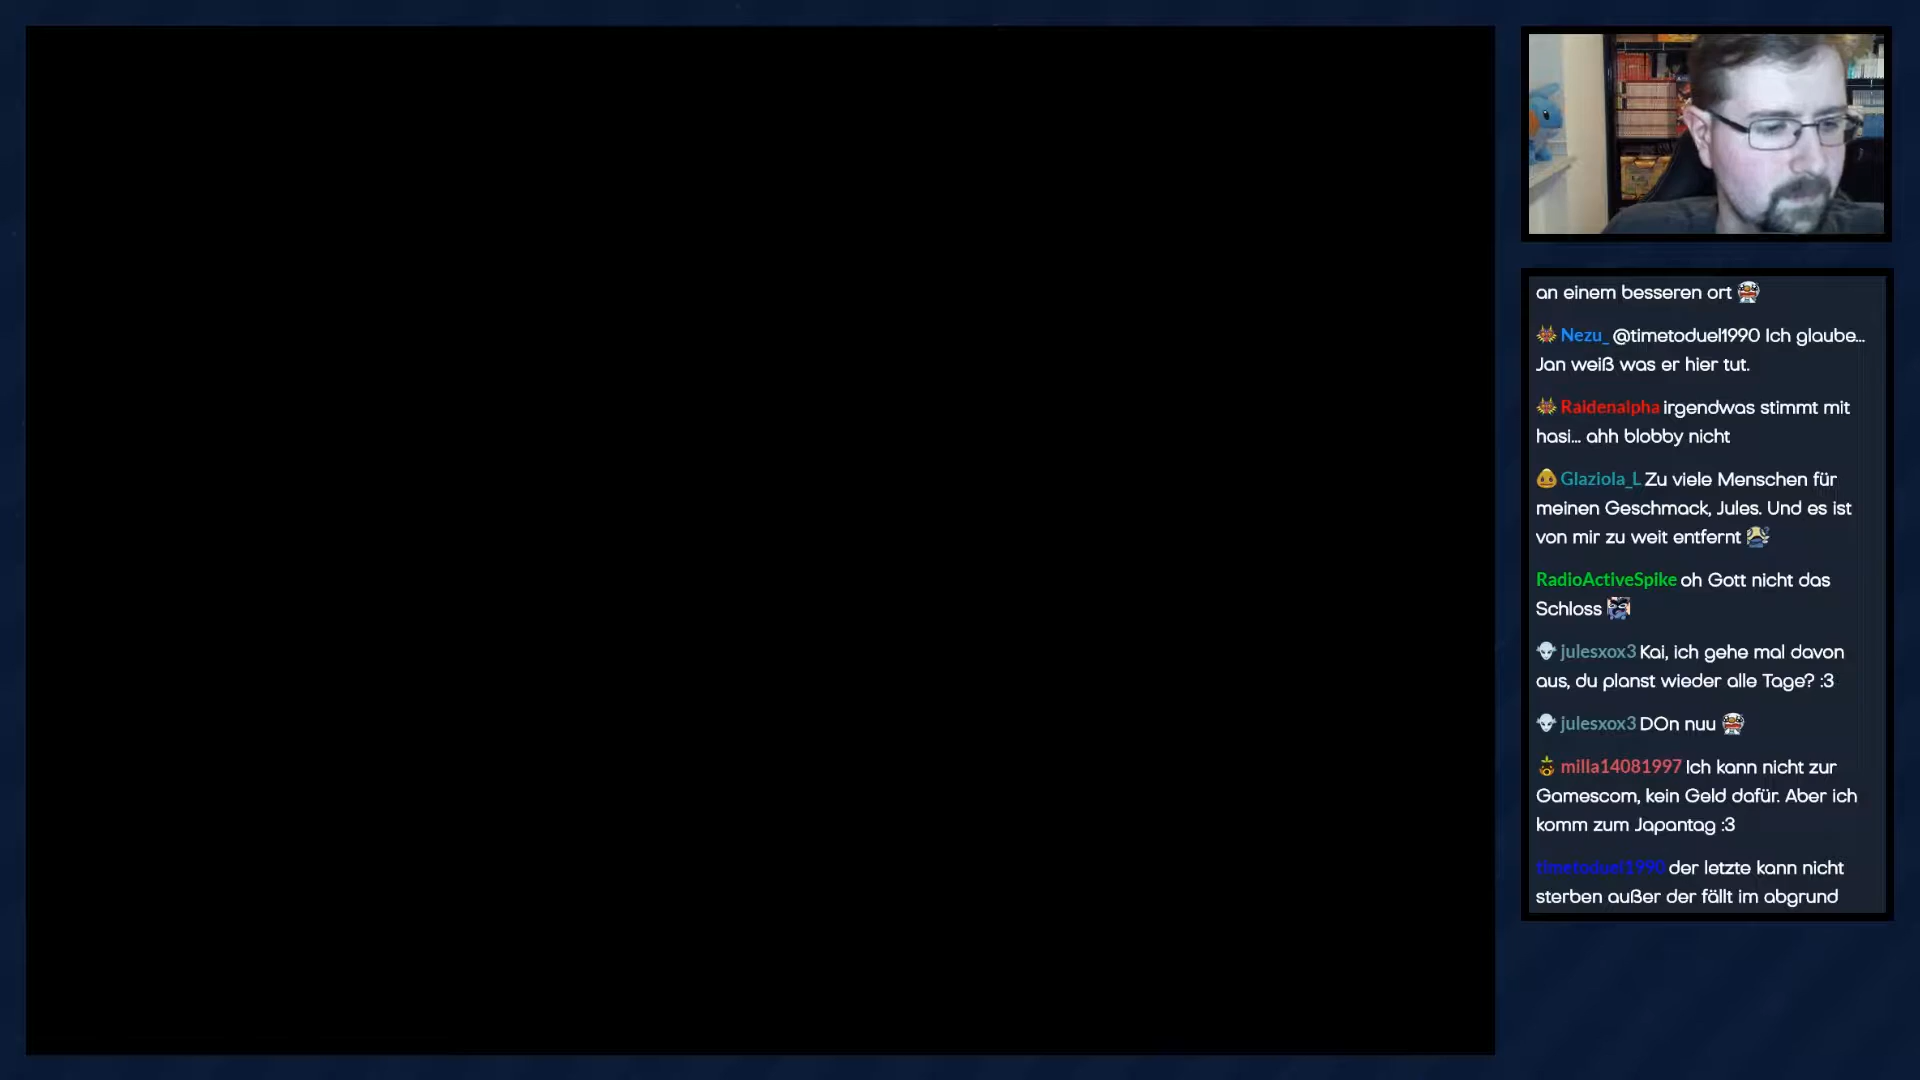 an einem besseren ort
Nezu_ @timetoduel1990 Ich glaube...
Jan weiß was er hier tut.
Raidenalpha irgendwas stimmt mit
hasi... ahh blobby nicht
Glaziola_L Zu viele Menschen für
meinen Geschmack, Jules. Und es ist
von mir zu weit entfernt
RadioActiveSpike oh Gott nicht das
Schloss
julesxox3 Kai, ich gehe mal davon
aus, du planst wieder alle Tage? :3
julesxox3 DOn nuu
milla14081997 Ich kann nicht zur
Gamescom, kein Geld dafür. Aber ich
komm zum Japantag :3
timetoduel1990 der letzte kann nicht
sterben außer der fällt im abgrund